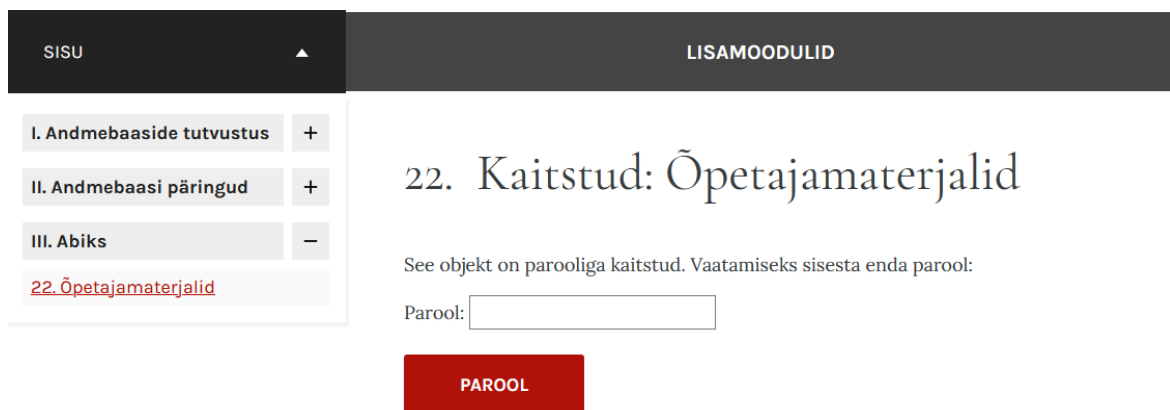 SISU
LISAMOODULID
I. Andmebaaside tutvustus
II. Andmebaasi päringud
III. Abiks
22. Õpetajamaterjalid
22. Kaitstud: Õpetajamaterjalid
See objekt on parooliga kaitstud. Vaatamiseks sisesta enda parool:
Parool:
PAROOL